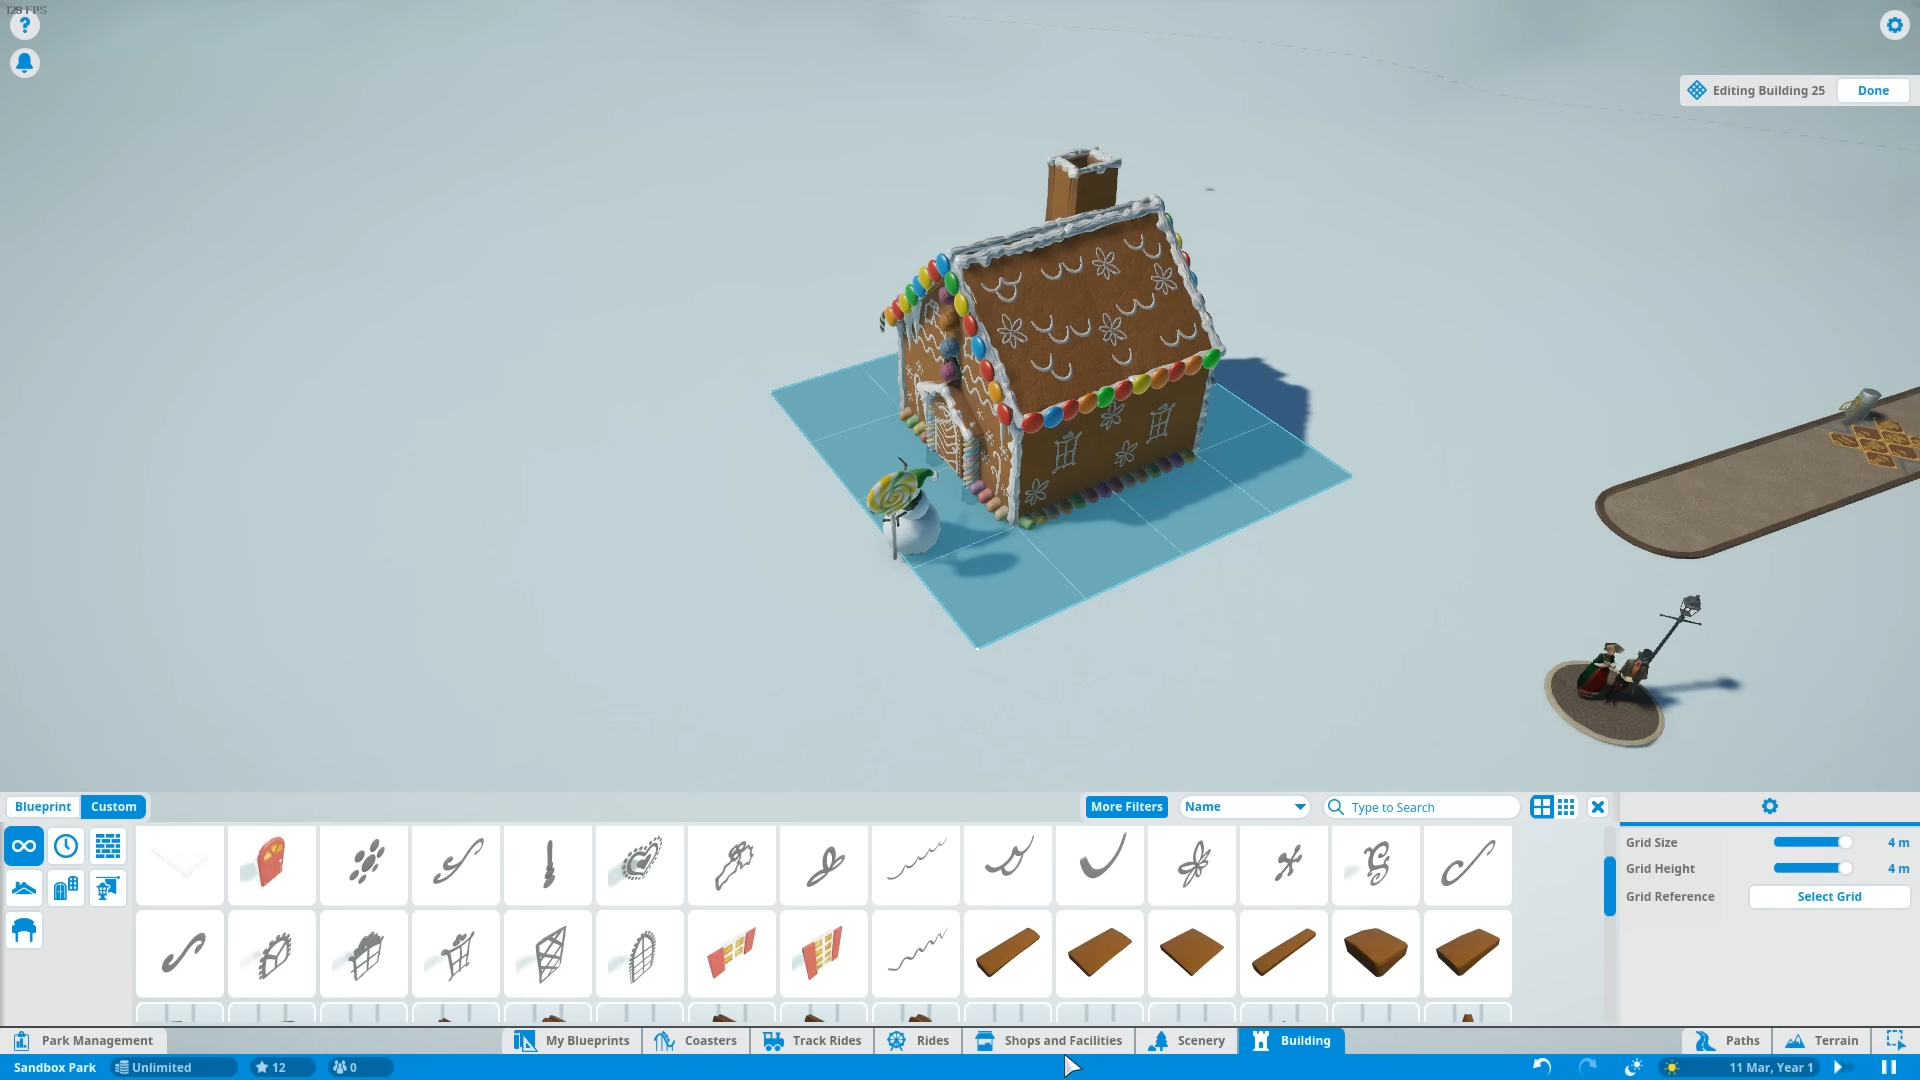 129 FPS
?
Editing Building 25
Done
Blueprint
Custom
More Filters
Name
Type to Search
Grid Size
4 m
Grid Height
4 m
Grid Reference
Select Grid
Park Management
My Blueprints
Coasters
Track Rides
Rides
Shops and Facilities
Scenery
Building
Paths
Terrain
Sandbox Park
Unlimited
12
0
11 Mar, Year 1